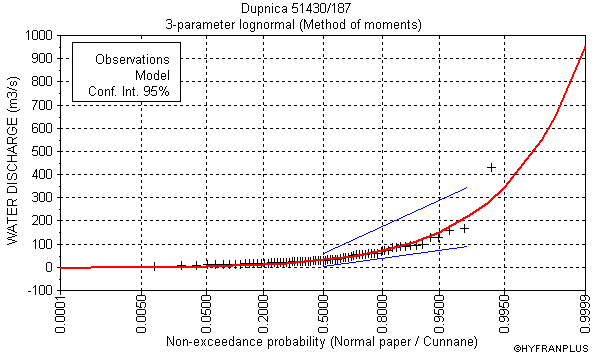 Dupnica 51430/187
3-parameter lognormal (Method of moments)
Observations
Model
Conf. Int. 95%
WATER DISCHARGE (m3/s)
1000
900
800
700
600
500
400
300
200
100
0
-100
0.0001
0.0050
0.0500
0.2000
0.5000
0.8000
0.9500
0.9950
0.9999
Non-exceedance probability (Normal paper / Cunnane)
©HYFRANPLUS